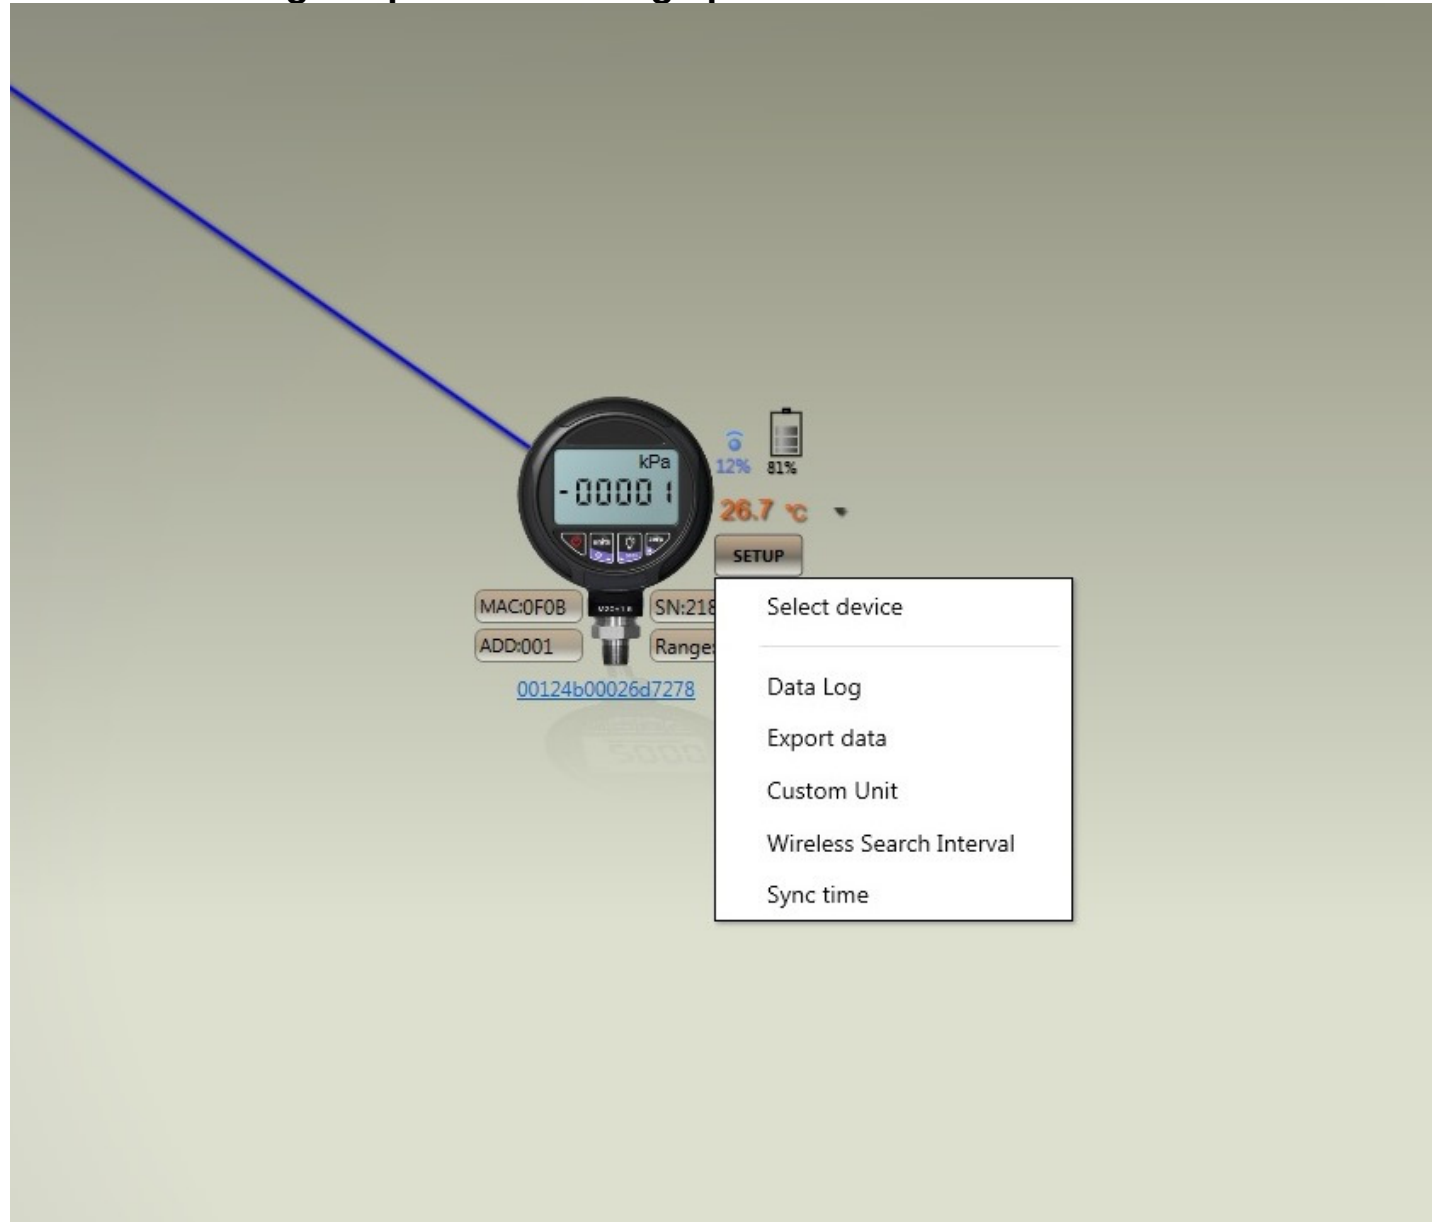 kPa
-00001
12%
81%
26.7 °C
SETUP
MAC:0F0B
SN:218
ADD:001
Range:
00124b00026d7278
Select device
Data Log
Export data
Custom Unit
Wireless Search Interval
Sync time